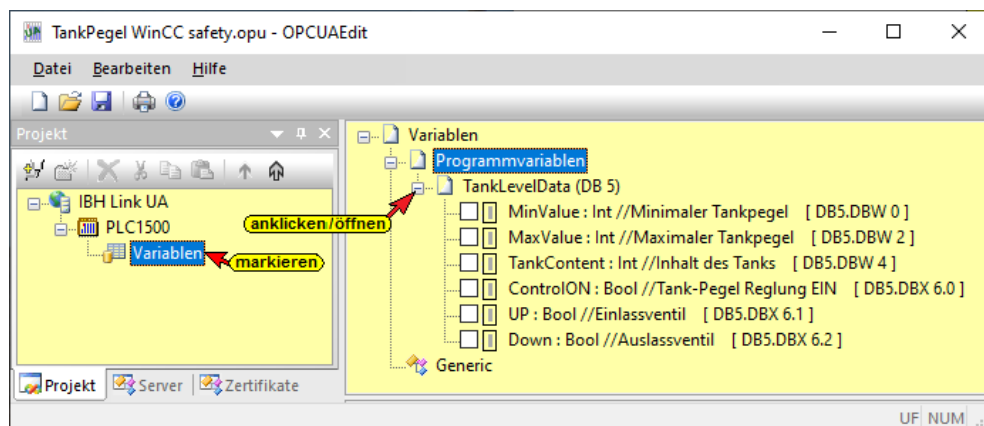 TankPegel WinCC safety.opu - OPCUAEdit
Datei Bearbeiten Hilfe
Projekt
IBH Link UA
PLC1500
Variablen
markieren
Projekt Server Zertifikate
Variablen
Programmvariablen
TankLevelData (DB 5)
anklicken/öffnen
MinValue : Int //Minimaler Tankpegel [ DB5.DBW 0 ]
MaxValue : Int //Maximaler Tankpegel [ DB5.DBW 2 ]
TankContent : Int //Inhalt des Tanks [ DB5.DBW 4 ]
ControlON : Bool //Tank-Pegel Reglung EIN [ DB5.DBX 6.0 ]
UP : Bool //Einlassventil [ DB5.DBX 6.1 ]
Down : Bool //Auslassventil [ DB5.DBX 6.2 ]
Generic
UF NUM